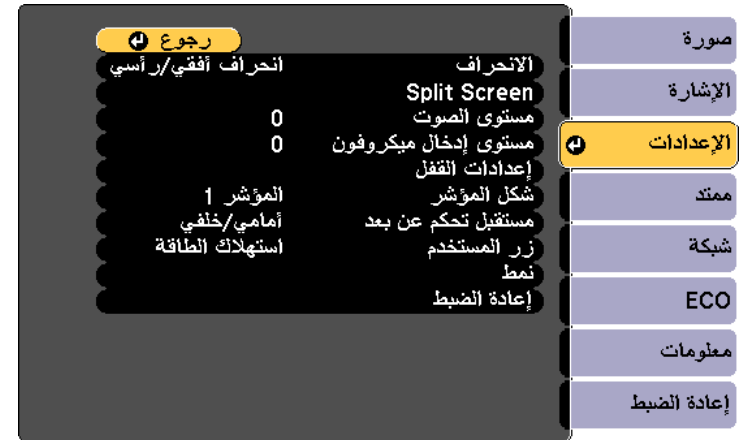 صورة
الإشارة
الإعدادات
ممتد
شبكة
ECO
معلومات
إعادة الضبط
رجوع
الانحراف انحراف أفقي/رأسي
Split Screen
مستوى الصوت 0
مستوى إدخال ميكروفون 0
إعدادات القفل
شكل المؤشر المؤشر 1
مستقبل تحكم عن بعد أمامي/خلفي
زر المستخدم استهلاك الطاقة
نمط
إعادة الضبط